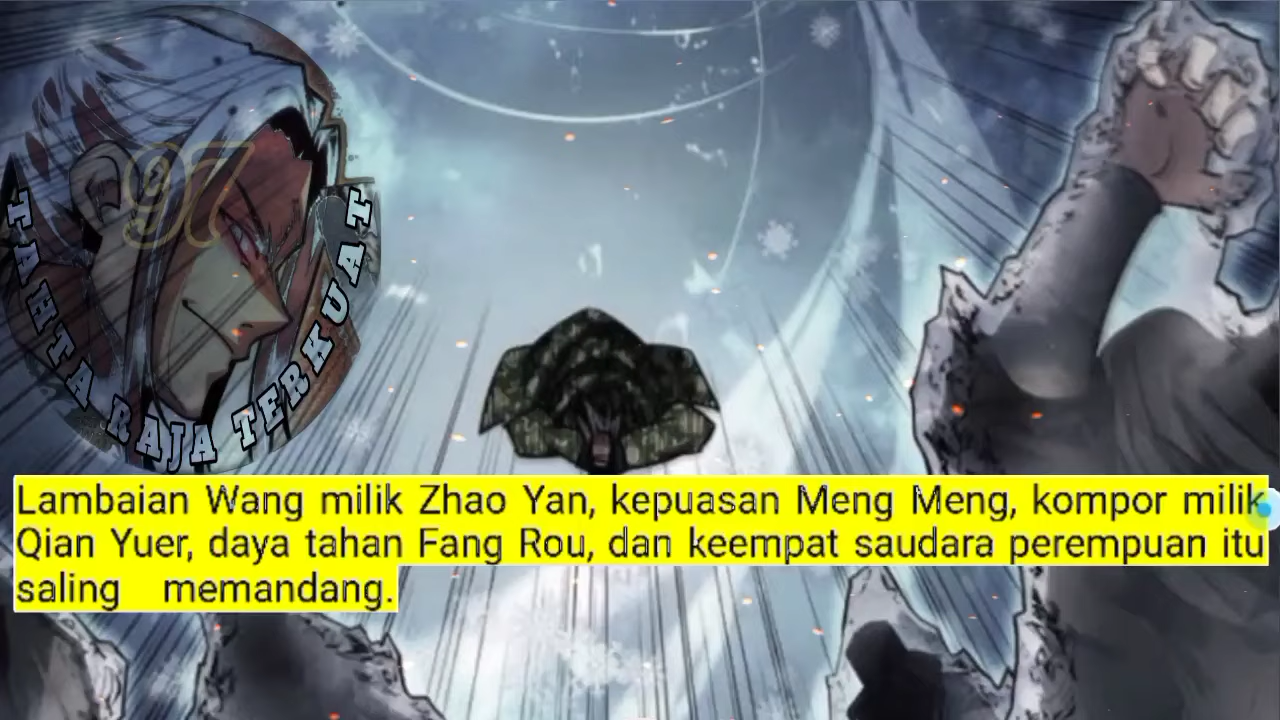 97
TAHTA RAJA TERKUAT
Lambaian Wang milik Zhao Yan, kepuasan Meng Meng, kompor milik
Qian Yuer, daya tahan Fang Rou, dan keempat saudara perempuan itu
saling memandang.